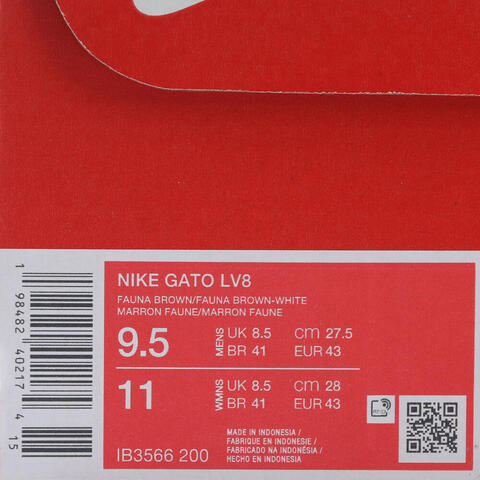 NIKE GATO LV8
FAUNA BROWN/FAUNA BROWN-WHITE
MARRON FAUNE/MARRON FAUNE
9.5 MENS UK 8.5 cm 27.5
BR 41 EUR 43
11 WMNS UK 8.5 cm 28
BR 41 EUR 43
IB3566 200
MADE IN INDONESIA /
FABRIQUE EN INDONESIE /
FABRICADO NA INDONÉSIA /
HECHO EN INDONESIA
1 98482 40217 4
15